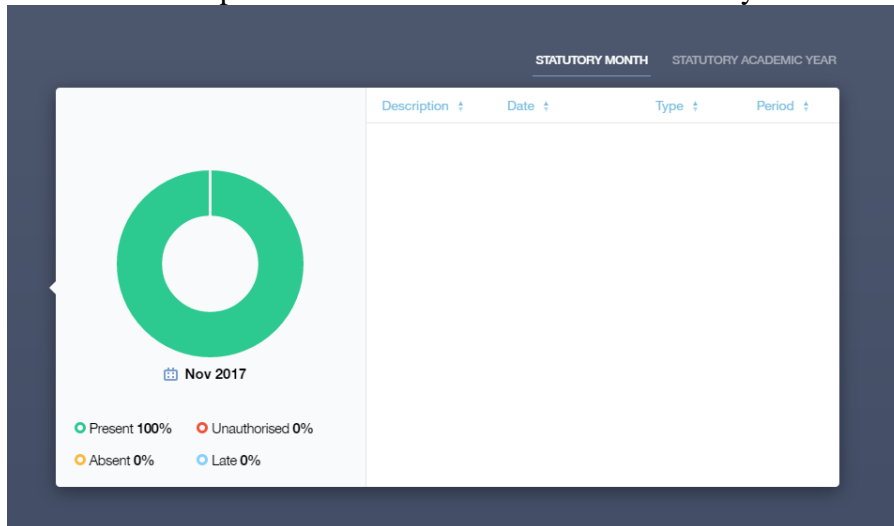 STATUTORY MONTH STATUTORY ACADEMIC YEAR
Description Date Type Period
Nov 2017
Present 100% Unauthorised 0%
Absent 0% Late 0%